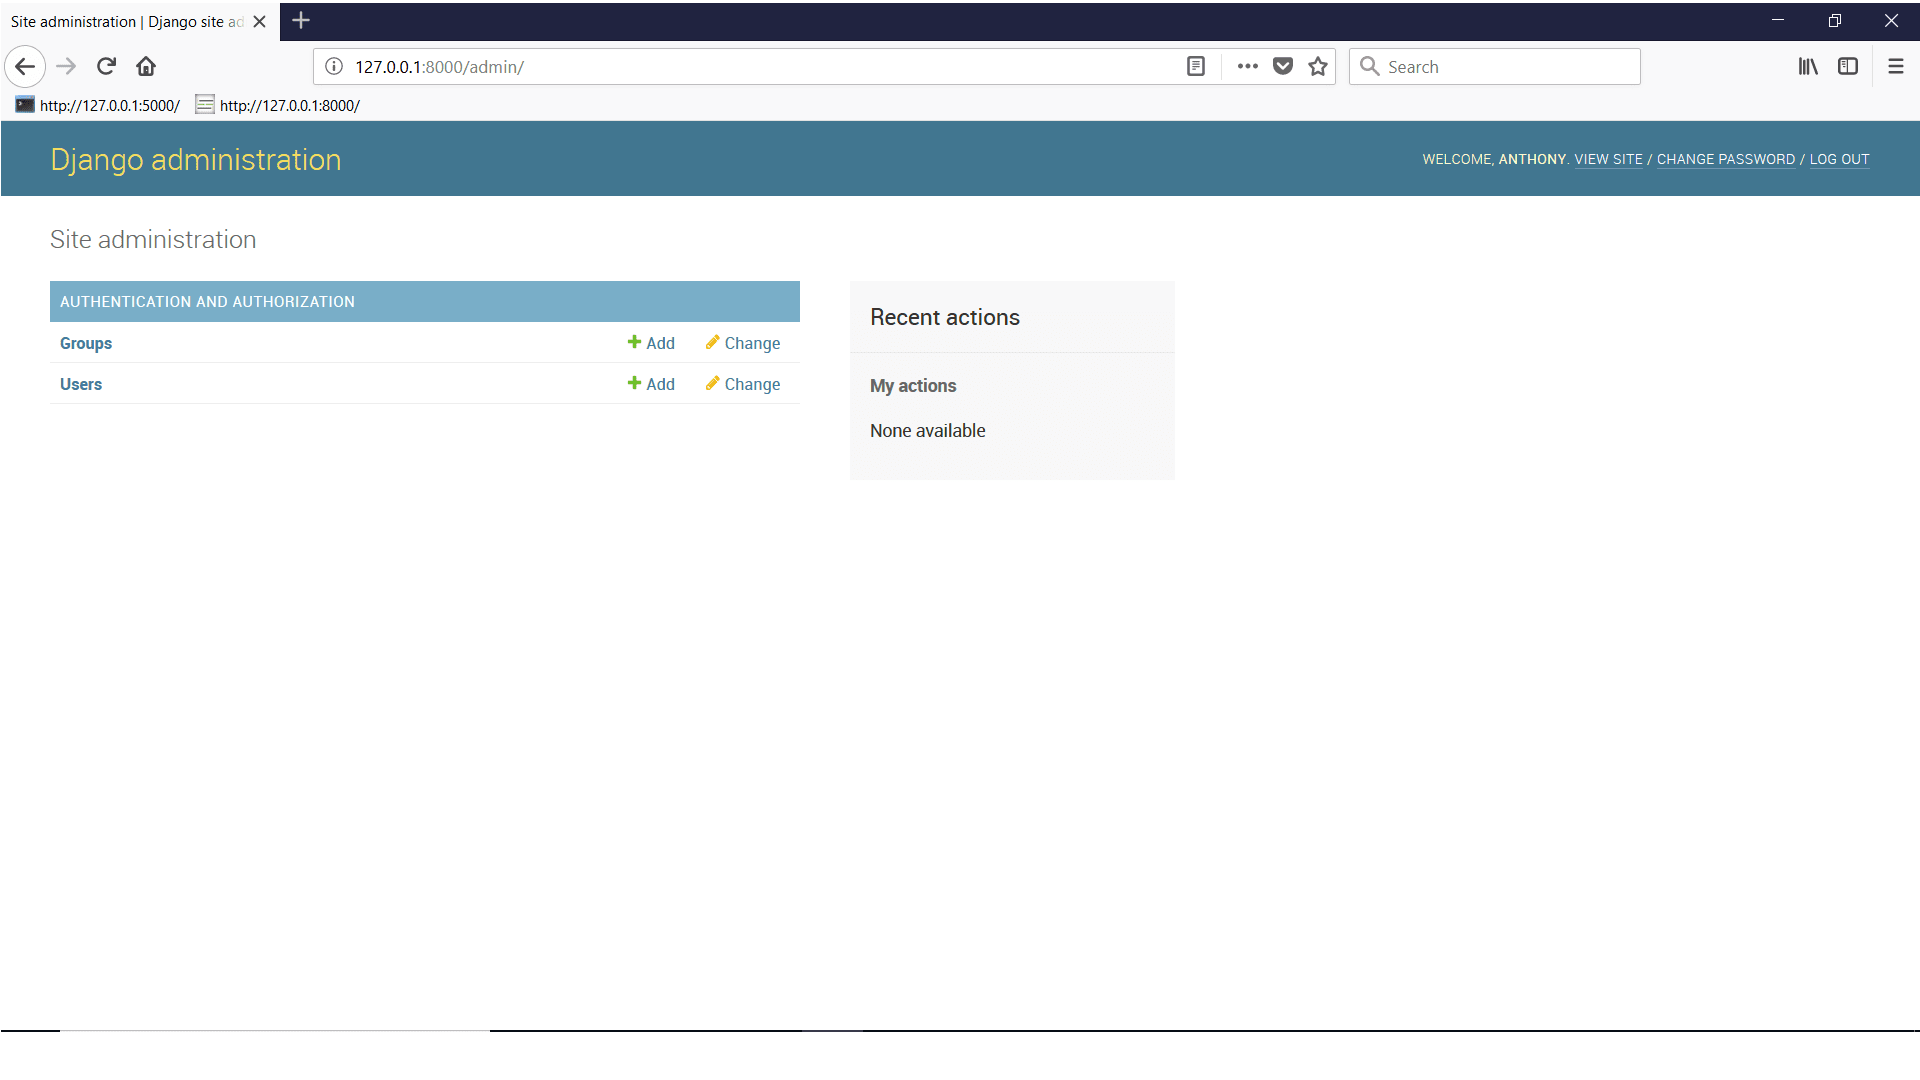 Site administration | Django site ad
127.0.0.1:8000/admin/
Search
http://127.0.0.1:5000/ http://127.0.0.1:8000/
Django administration
WELCOME, ANTHONY. VIEW SITE / CHANGE PASSWORD / LOG OUT
Site administration
AUTHENTICATION AND AUTHORIZATION
Groups Add Change
Users Add Change
Recent actions
My actions
None available